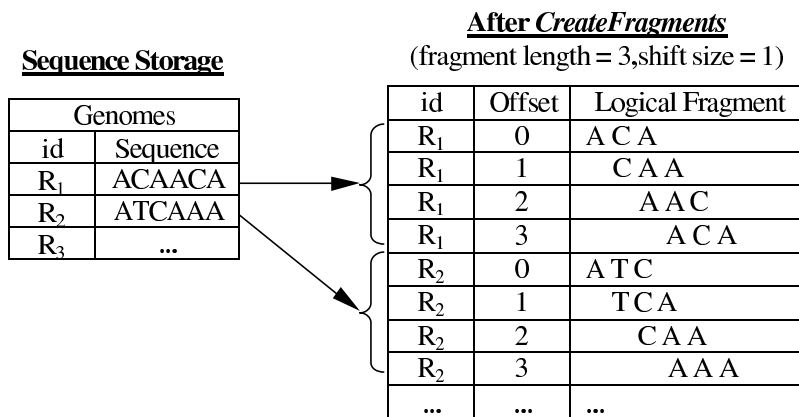 Sequence Storage
Genomes
id Sequence
R1 ACAACA
R2 ATCAAA
R3 ...
After CreateFragments
(fragment length = 3,shift size = 1)
id Offset Logical Fragment
R1 0 A C A
R1 1 C A A
R1 2 A A C
R1 3 A C A
R2 0 A T C
R2 1 T C A
R2 2 C A A
R2 3 A A A
... ... ...